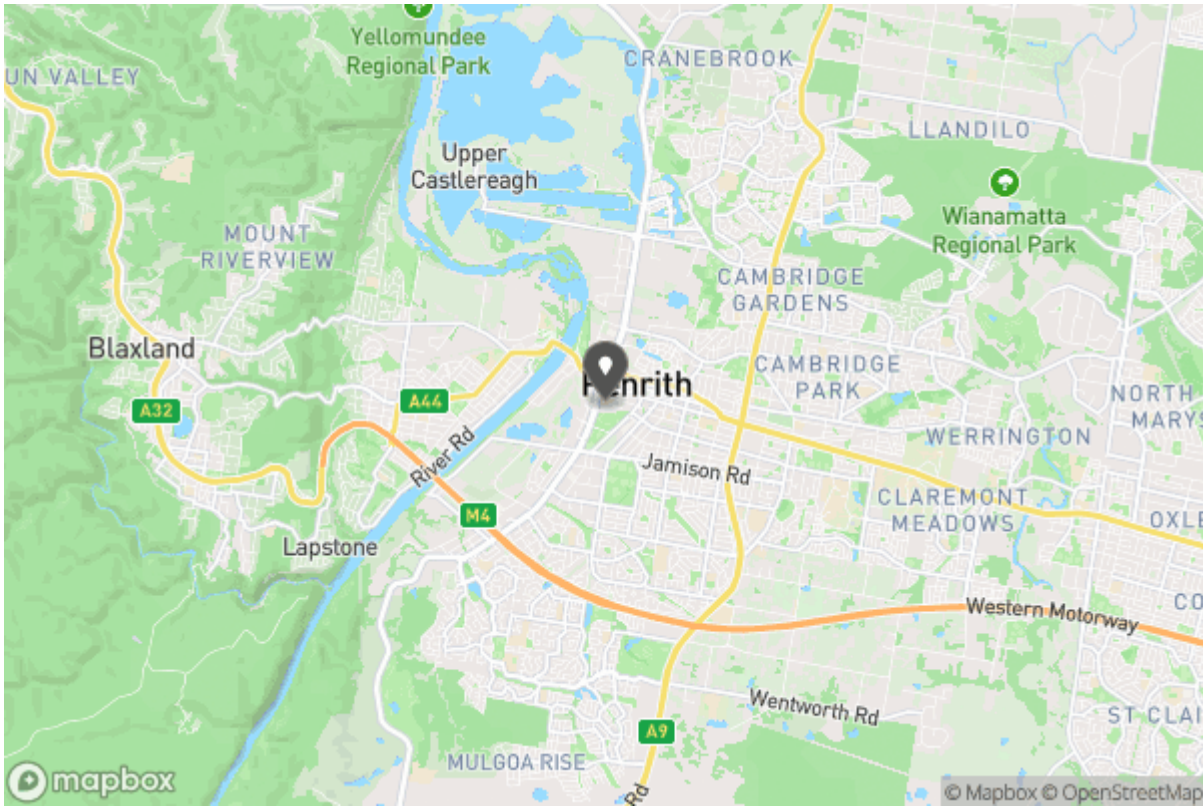 Yellomundee
Regional Park
CRANEBROOK
UN VALLEY
LLANDILO
Upper
Castlereagh
Wianamatta
Regional Park
MOUNT
RIVERVIEW
CAMBRIDGE
GARDENS
Blaxland
CAMBRIDGE
PARK
Penrith
NORTH
MARYS
A44
A32
WERRINGTON
River Rd
Jamison Rd
CLAREMONT
MEADOWS
M4
OXLE
Lapstone
CO
Western Motorway
Wentworth Rd
ST CLAI
A9
MULGOA RISE
Rd
mapbox
© Mapbox © OpenStreetMap